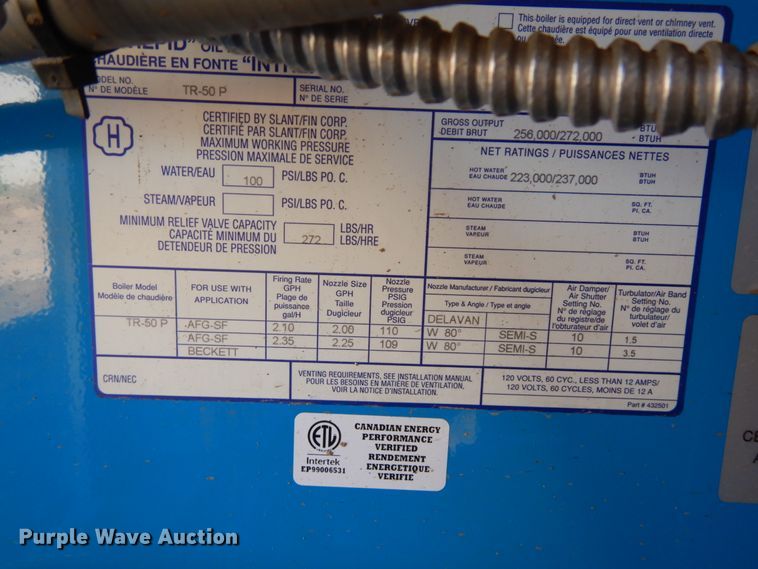 This boiler is equipped for direct vent or chimney vent.
Cette chaudière est équipé pour une ventilation directe
OIL
CHAUDIÈRE EN FONTE "INT
MODEL NO.
N° DE MODÈLE
TR-50 P
SERIAL NO.
N° DE SÉRIE
H
CERTIFIED BY SLANT/FIN CORP.
CERTIFIÉ PAR SLANT/FIN CORP.
MAXIMUM WORKING PRESSURE
PRESSION MAXIMALE DE SERVICE
WATER/EAU 100 PSI/LBS PO. C.
STEAM/VAPEUR PSI/LBS PO. C.
MINIMUM RELIEF VALVE CAPACITY
CAPACITÉ MINIMUM DU
DETENDEUR DE PRESSION
272
LBS/HR
LBS/HRE
GROSS OUTPUT
DEBIT BRUT
256,000/272,000
BTUH
BTUH
NET RATINGS / PUISSANCES NETTES
HOT WATER
EAU CHAUDE
223,000/237,000
BTUH
BTUH
HOT WATER
EAU CHAUDE
SQ. FT.
PI. CA.
STEAM
VAPEUR
BTUH
BTUH
STEAM
VAPEUR
SQ. FT.
PI. CA.
Boiler Model
Modèle de chaudière
FOR USE WITH
APPLICATION
Firing Rate
GPH
Plage de
puissance
gal/H
Nozzle Size
GPH
Taille
Dugicleur
Nozzle
Pressure
PSIG
Pression
dugicleur
PSIG
Nozzle Manufacturer / Fabricant dugicleur
Type & Angle / Type et angle
Air Damper/
Air Shutter
Setting No.
N° de réglage
du registre/de
l'obturateur d'air
Turbulator/Air Band
Setting No.
N° de réglage du
turbulateur/
volet d'air
DELAVAN
TR-50 P AFG-SF 2.10 2.00 110 W 80° SEMI-S 10 1.5
AFG-SF 2.35 2.25 109 W 80° SEMI-S 10 3.5
BECKETT
CRN/NEC
VENTING REQUIREMENTS, SEE INSTALLATION MANUAL
POUR LES BESOINS EN MATIÈRE DE VENTILATION,
VOIR LA NOTICE D'INSTALLATION.
120 VOLTS, 60 CYC., LESS THAN 12 AMPS/
120 VOLTS, 60 CYCLES, MOINS DE 12 A
Part # 432501
ETL
Intertek
EP99006531
CANADIAN ENERGY
PERFORMANCE
VERIFIED
RENDEMENT
ENERGETIQUE
VERIFIE
Purple Wave Auction